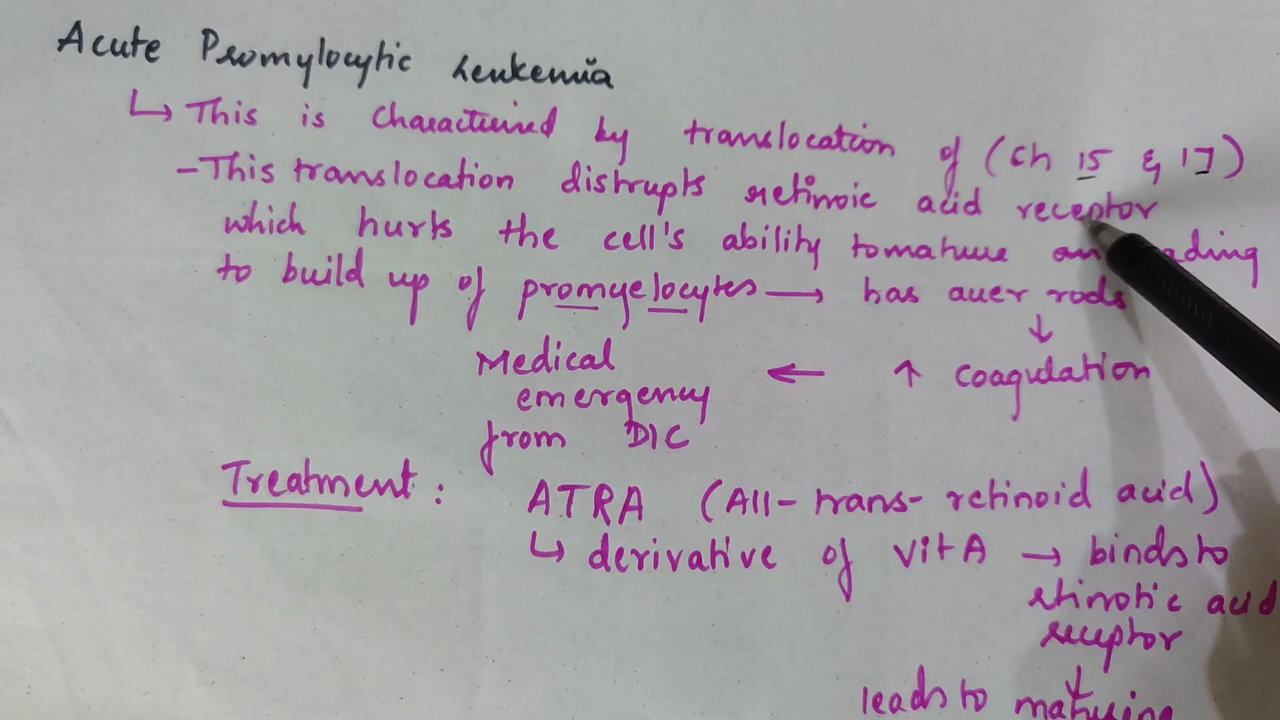 Acute Promylocytic Leukemia
↳ This is charactierised by translocation of (ch 15 & 17)
- This translocation distrupts retinoic acid receptor
which hurts the cell's ability to mature
to build up of promyelocytes → has auer rods
↓
Medical ← ↑ coagulation
emergency
from DIC
Treatment : ATRA (All-trans-retinoid acid)
↳ derivative of vit A → binds to
retinotic acid
receptor
↓
leads to maturing